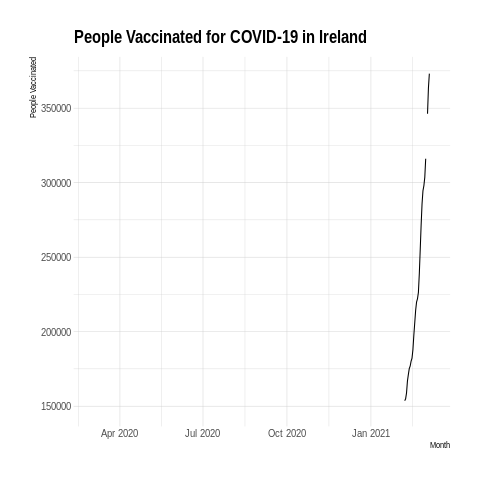 People Vaccinated for COVID-19 in Ireland
People Vaccinated
350000
300000
250000
200000
150000
Apr 2020 Jul 2020 Oct 2020 Jan 2021
Month